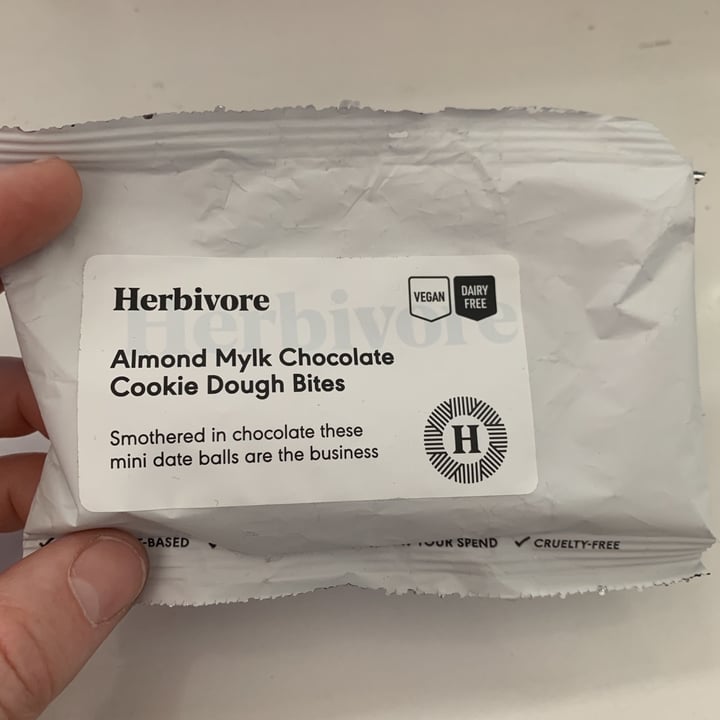 Herbivore
VEGAN
DAIRY
FREE
Herbivore
Almond Mylk Chocolate
Cookie Dough Bites
Smothered in chocolate these
mini date balls are the business
H
-BASED
YOUR SPEND
CRUELTY-FREE